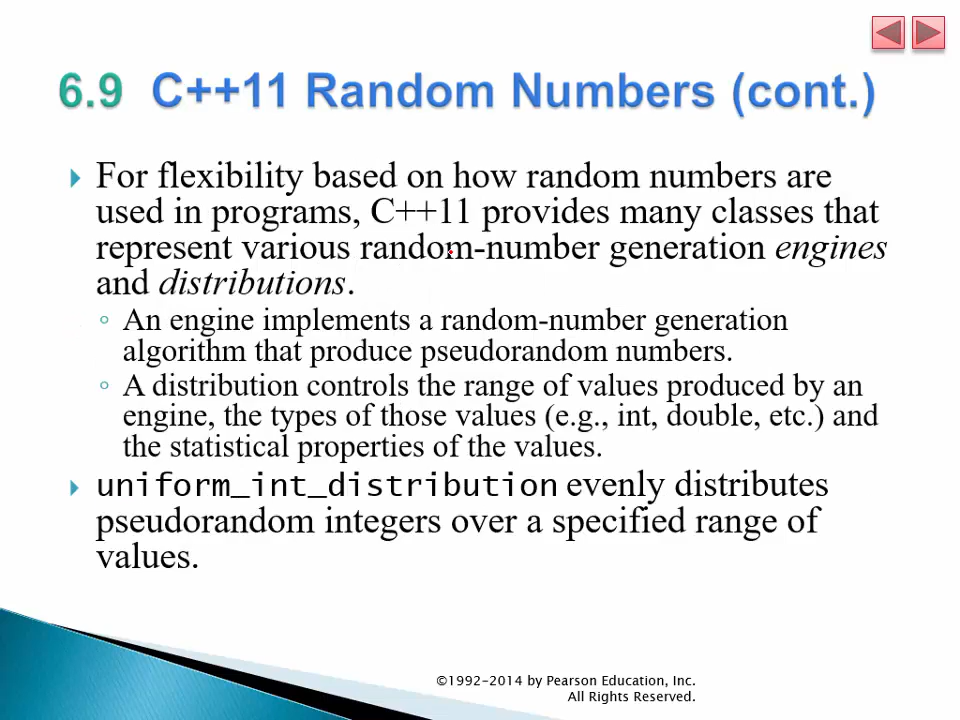 6.9 C++11 Random Numbers (cont.)
For flexibility based on how random numbers are
used in programs, C++11 provides many classes that
represent various random-number generation engines
and distributions.
An engine implements a random-number generation
algorithm that produce pseudorandom numbers.
A distribution controls the range of values produced by an
engine, the types of those values (e.g., int, double, etc.) and
the statistical properties of the values.
uniform_int_distribution evenly distributes
pseudorandom integers over a specified range of
values.
©1992-2014 by Pearson Education, Inc.
All Rights Reserved.